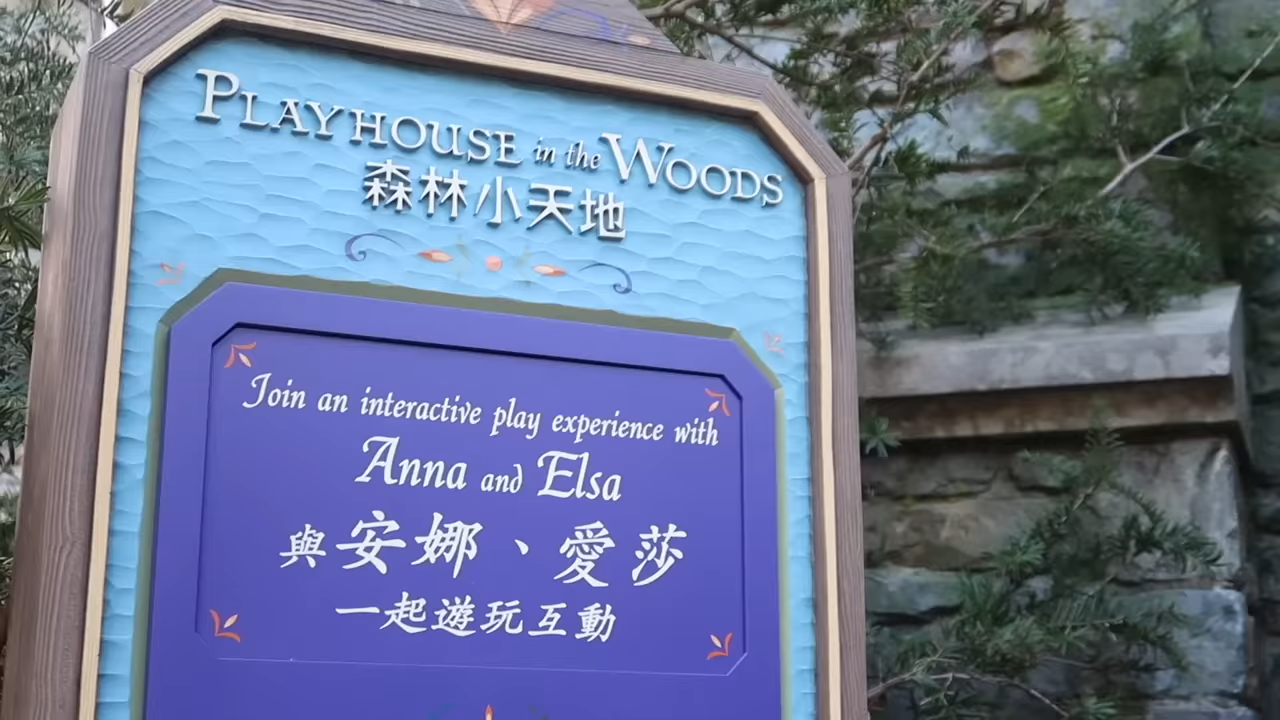 PLAYHOUSE in the WOODS
森林小天地
Join an interactive play experience with
Anna and Elsa
與安娜、愛莎
一起遊玩互動